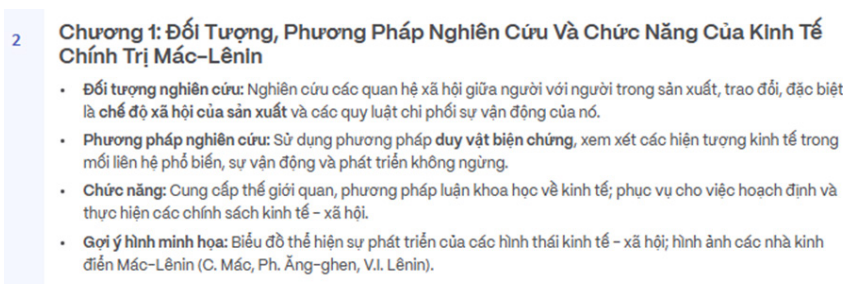 2
Chương 1: Đối Tượng, Phương Pháp Nghiên Cứu Và Chức Năng Của Kinh Tế
Chính Trị Mác–Lênin
• Đối tượng nghiên cứu: Nghiên cứu các quan hệ xã hội giữa người với người trong sản xuất, trao đổi, đặc biệt
là chế độ xã hội của sản xuất và các quy luật chi phối sự vận động của nó.
• Phương pháp nghiên cứu: Sử dụng phương pháp duy vật biện chứng, xem xét các hiện tượng kinh tế trong
mối liên hệ phổ biến, sự vận động và phát triển không ngừng.
• Chức năng: Cung cấp thế giới quan, phương pháp luận khoa học về kinh tế; phục vụ cho việc hoạch định và
thực hiện các chính sách kinh tế – xã hội.
• Gợi ý hình minh họa: Biểu đồ thể hiện sự phát triển của các hình thái kinh tế – xã hội; hình ảnh các nhà kinh
điển Mác–Lênin (C. Mác, Ph. Ăng-ghen, V.I. Lênin).